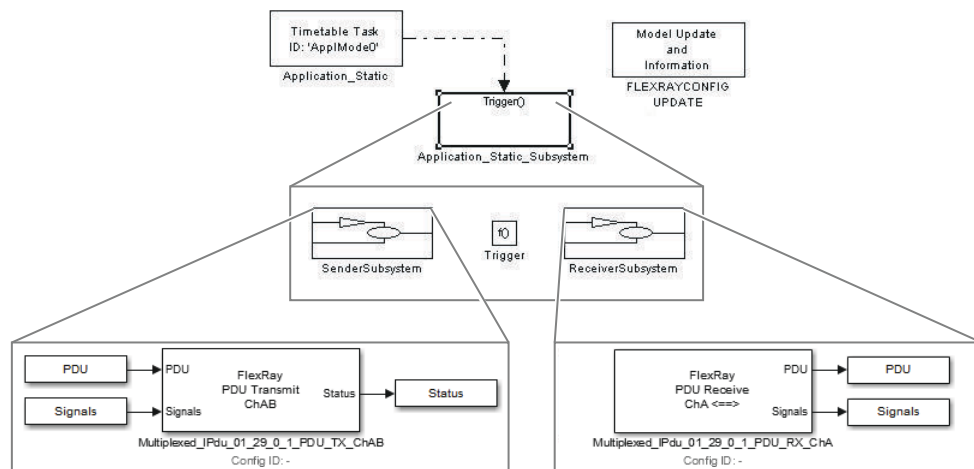 Timetable Task
ID: 'ApplMode0'
Application_Static
Model Update
and
Information
FLEXRAYCONFIG
UPDATE
Trigger()
Application_Static_Subsystem
SenderSubsystem
f()
Trigger
ReceiverSubsystem
PDU
Signals
PDU
Signals
FlexRay
PDU Transmit
ChAB
Status
Status
Multiplexed_IPdu_01_29_0_1_PDU_TX_ChAB
Config ID: -
FlexRay
PDU Receive
ChA <==>
PDU
Signals
PDU
Signals
Multiplexed_IPdu_01_29_0_1_PDU_RX_ChA
Config ID: -